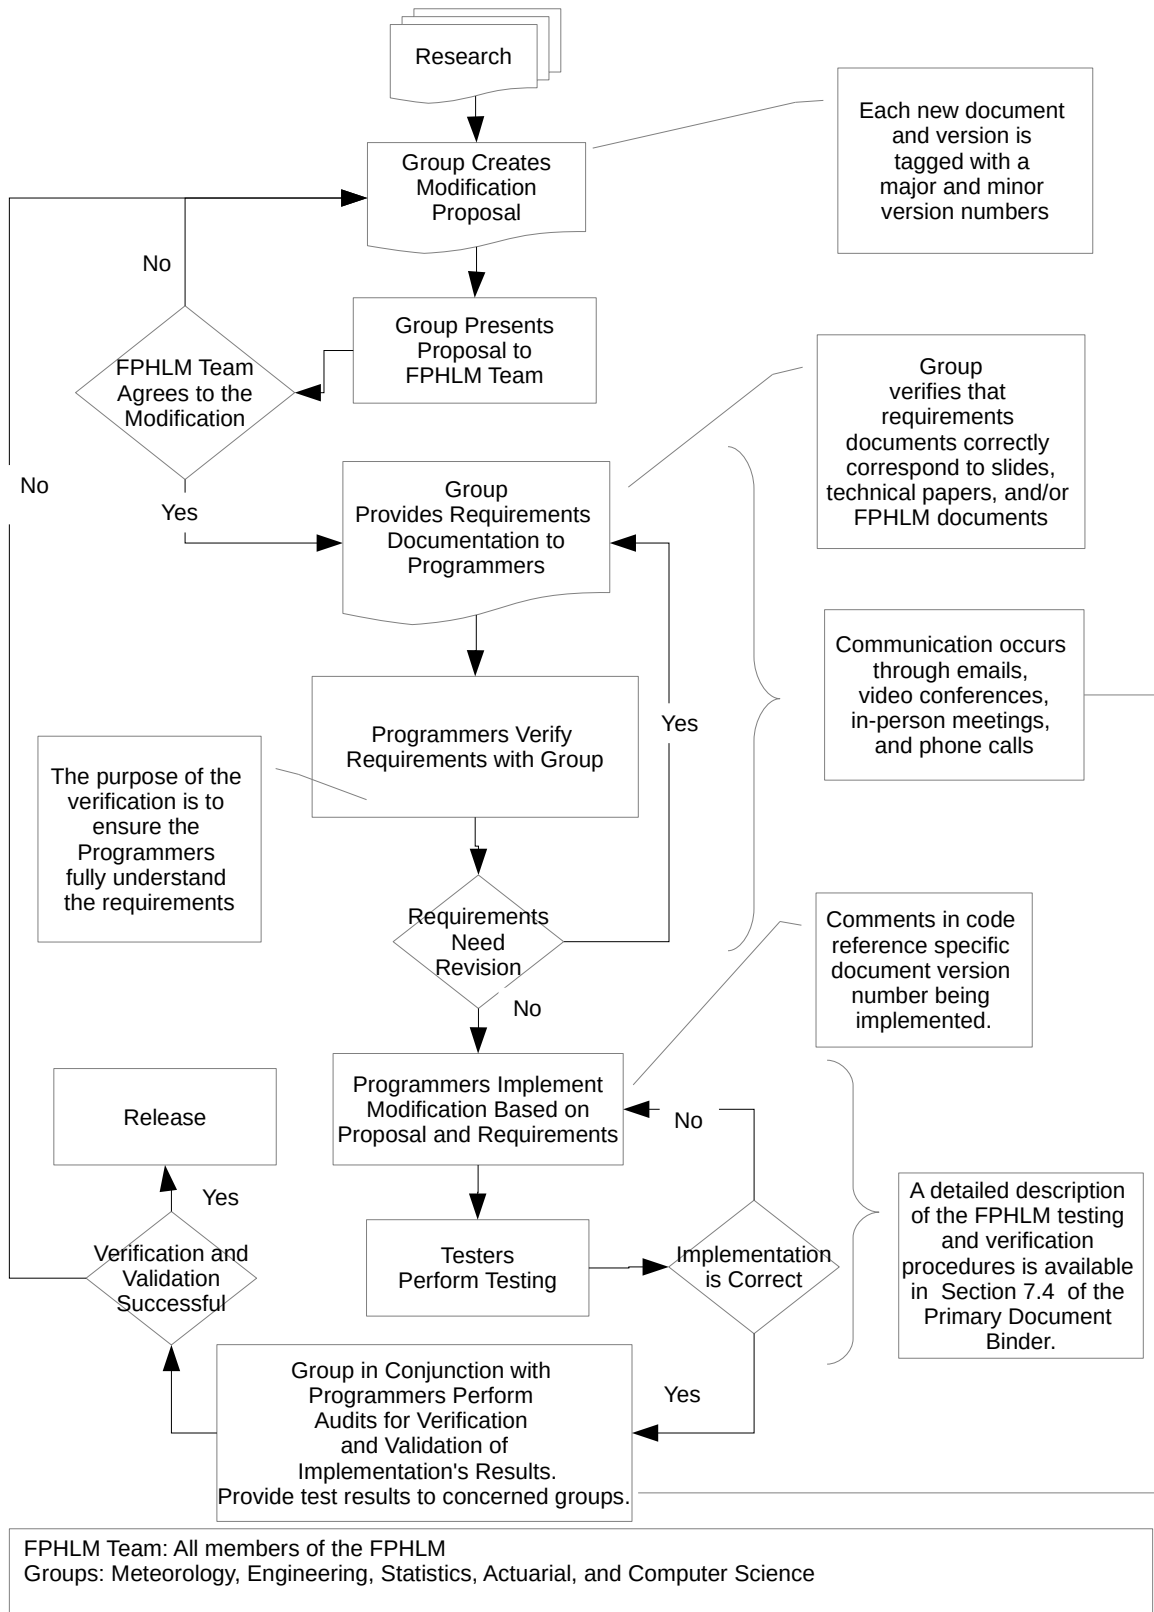 Research
Each new document
and version is
tagged with a
major and minor
version numbers
Group Creates
Modification
Proposal
No
Group Presents
Proposal to
FPHLM Team
FPHLM Team
Agrees to the
Modification
Group
verifies that
requirements
documents correctly
correspond to slides,
technical papers, and/or
FPHLM documents
No
Yes
Group
Provides Requirements
Documentation to
Programmers
Communication occurs
through emails,
video conferences,
in-person meetings,
and phone calls
Yes
Programmers Verify
Requirements with Group
The purpose of the
verification is to
ensure the
Programmers
fully understand
the requirements
Requirements
Need
Revision
Comments in code
reference specific
document version
number being
implemented.
No
Programmers Implement
Modification Based on
Proposal and Requirements
No
Release
Yes
A detailed description
of the FPHLM testing
and verification
procedures is available
in Section 7.4 of the
Primary Document
Binder.
Verification and
Validation
Successful
Testers
Perform Testing
Implementation
is Correct
Yes
Group in Conjunction with
Programmers Perform
Audits for Verification
and Validation of
Implementation's Results.
Provide test results to concerned groups.
FPHLM Team: All members of the FPHLM
Groups: Meteorology, Engineering, Statistics, Actuarial, and Computer Science